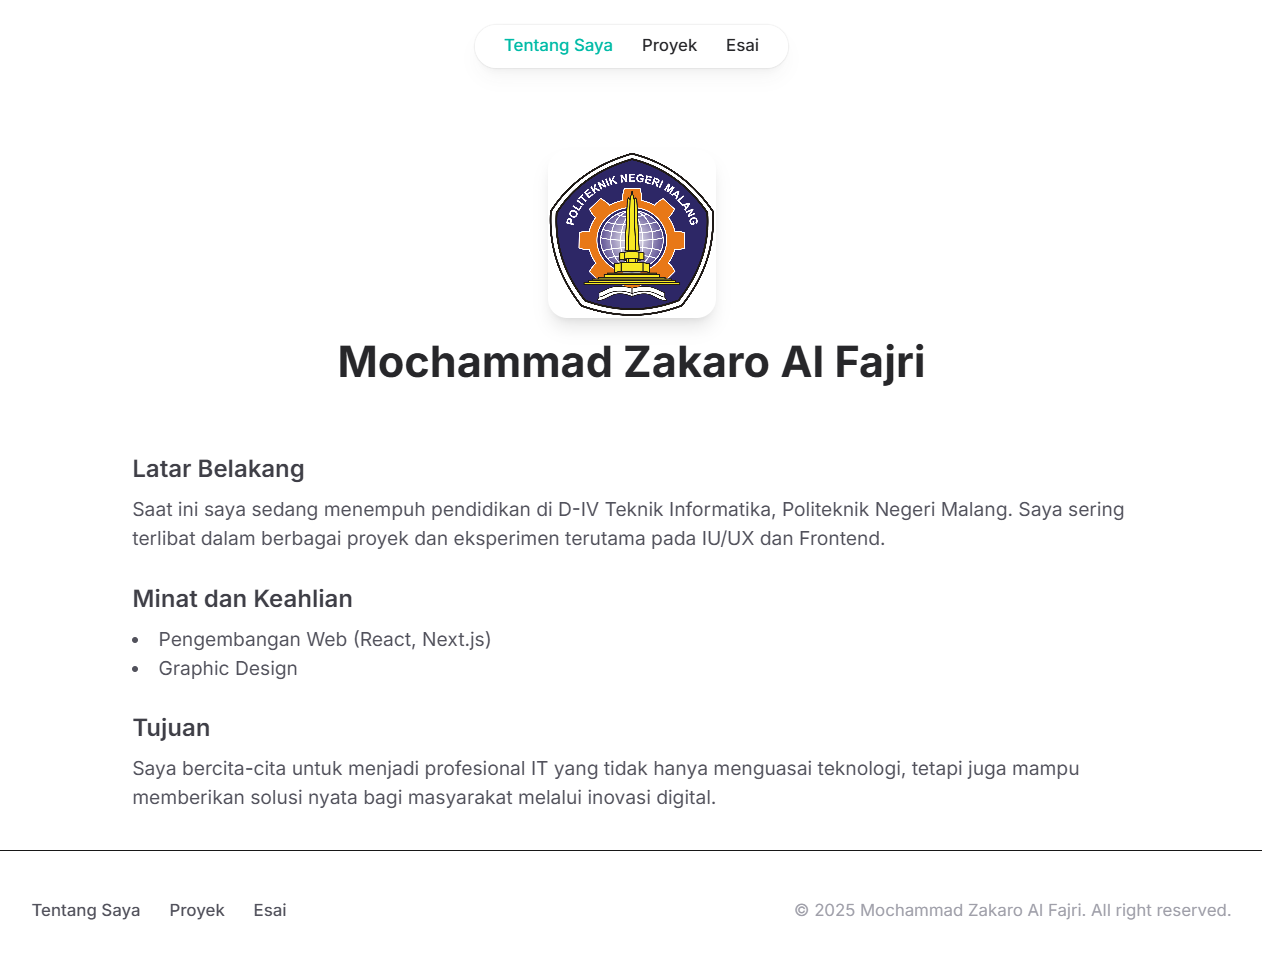 Tentang Saya Proyek Esai
POLITEKNIK NEGERI MALANG
Mochammad Zakaro Al Fajri
Latar Belakang
Saat ini saya sedang menempuh pendidikan di D-IV Teknik Informatika, Politeknik Negeri Malang. Saya sering
terlibat dalam berbagai proyek dan eksperimen terutama pada IU/UX dan Frontend.
Minat dan Keahlian
• Pengembangan Web (React, Next.js)
• Graphic Design
Tujuan
Saya bercita-cita untuk menjadi profesional IT yang tidak hanya menguasai teknologi, tetapi juga mampu
memberikan solusi nyata bagi masyarakat melalui inovasi digital.
Tentang Saya Proyek Esai © 2025 Mochammad Zakaro Al Fajri. All right reserved.